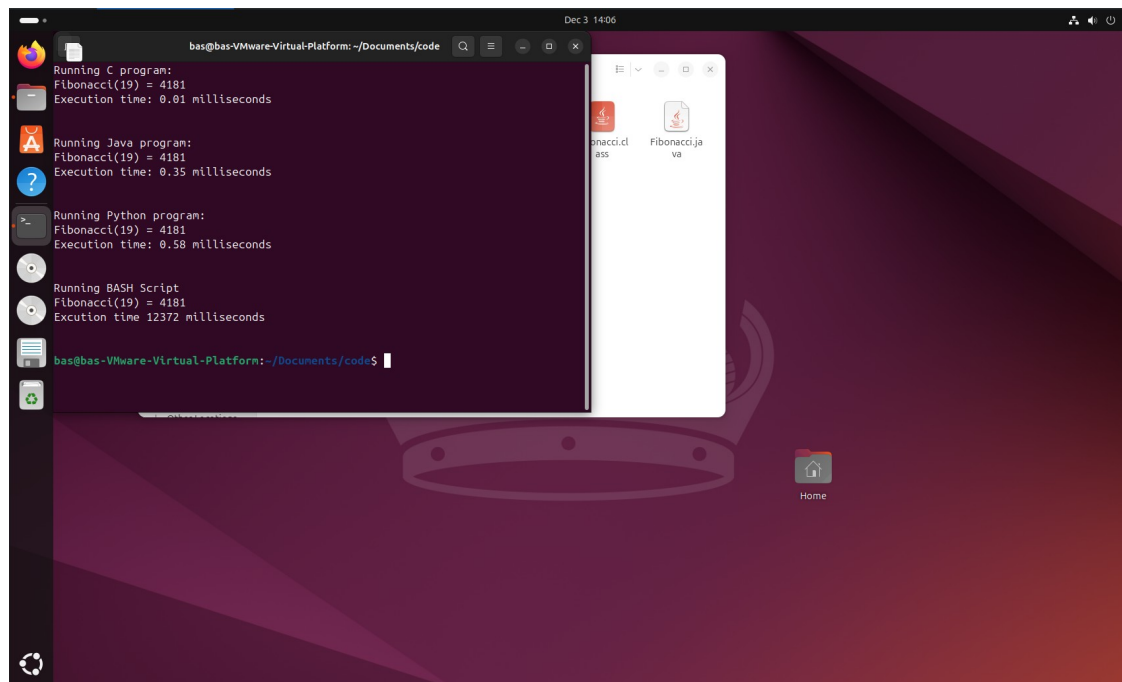 Dec 3 14:06
bas@bas-VMware-Virtual-Platform: ~/Documents/code
Running C program:
Fibonacci(19) = 4181
Execution time: 0.01 milliseconds
Running Java program:
Fibonacci(19) = 4181
Execution time: 0.35 milliseconds
Running Python program:
Fibonacci(19) = 4181
Execution time: 0.58 milliseconds
Running BASH Script
Fibonacci(19) = 4181
Excution time 12372 milliseconds
bas@bas-VMware-Virtual-Platform:~/Documents/code$
onacci.cl
ass
Fibonacci.ja
va
Home